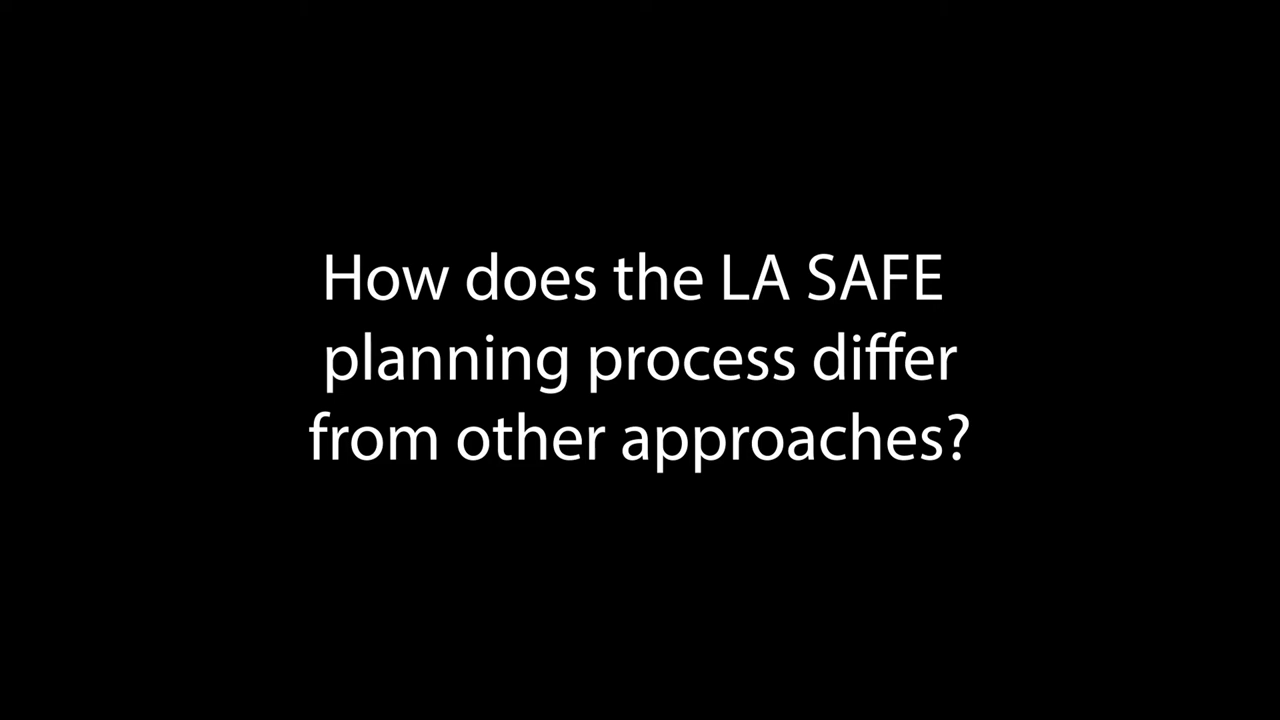 How does the LA SAFE
planning process differ
from other approaches?